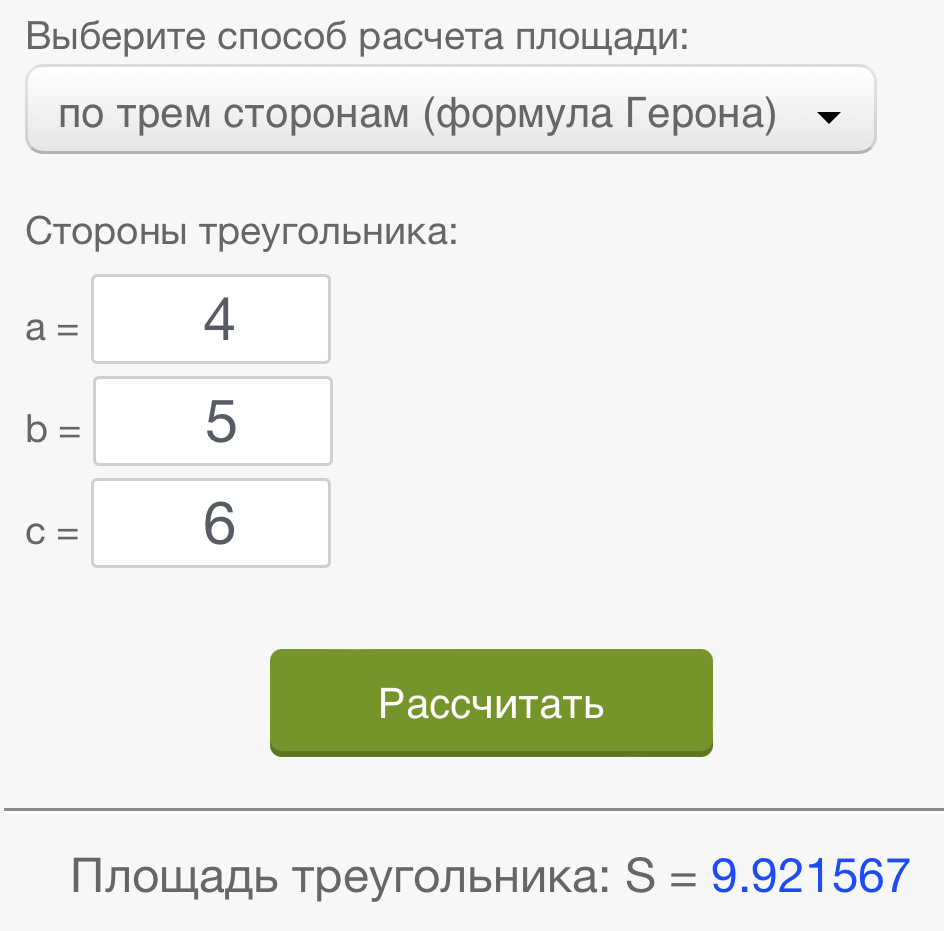 Выберите способ расчета площади:
по трем сторонам (формула Герона)
Стороны треугольника:
a = 4
b = 5
c = 6
Рассчитать
Площадь треугольника: S = 9.921567